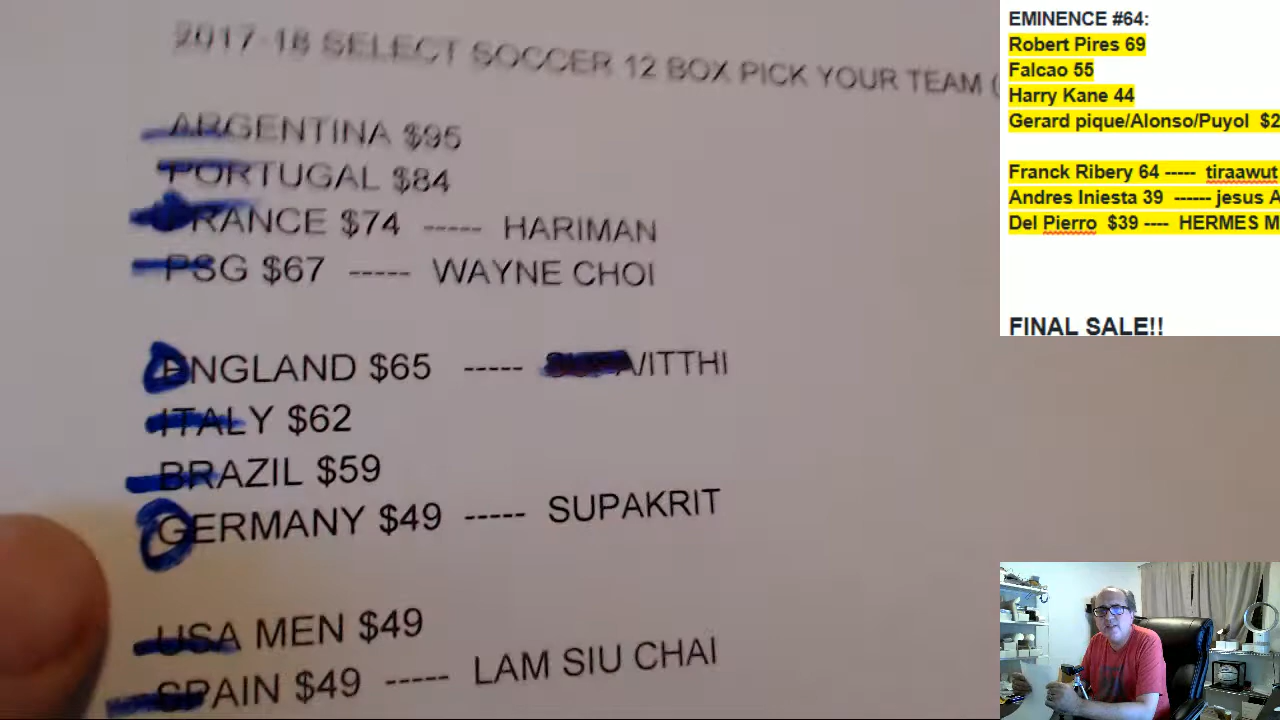 2017-18 SELECT SOCCER 12 BOX PICK YOUR TEAM (
ARGENTINA $95
PORTUGAL $84
FRANCE $74 ----- HARIMAN
PSG $67 ----- WAYNE CHOI
ENGLAND $65 ----- VITTHI
ITALY $62
BRAZIL $59
GERMANY $49 ----- SUPAKRIT
USA MEN $49
SPAIN $49 ----- LAM SIU CHAI
EMINENCE #64:
Robert Pires 69
Falcao 55
Harry Kane 44
Gerard pique/Alonso/Puyol $2
Franck Ribery 64 ----- tiraawut
Andres Iniesta 39 ------ jesus A
Del Pierro $39 ---- HERMES M
FINAL SALE!!